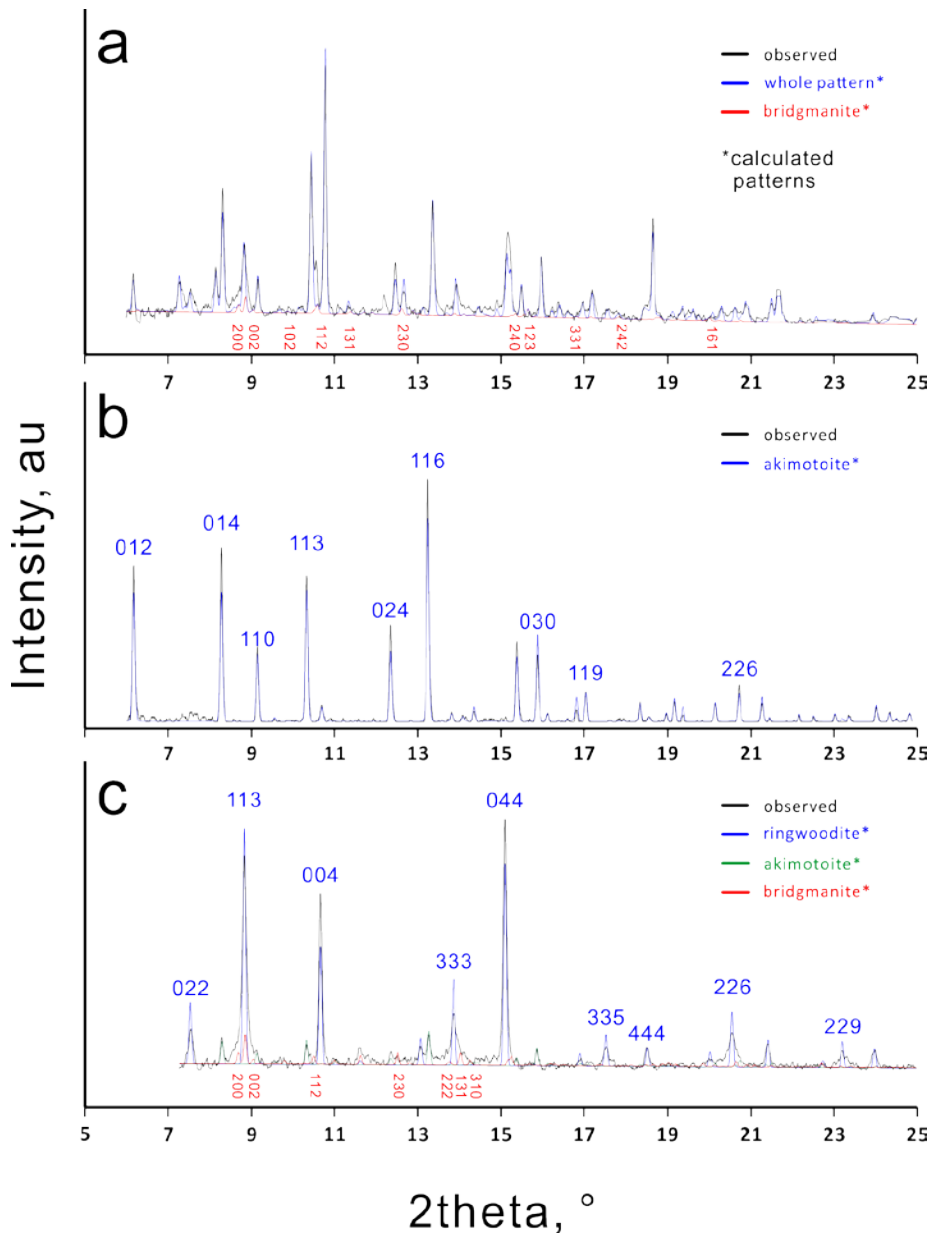 a
observed
whole pattern*
bridgmanite*
*calculated
patterns
200 002 102 112 131 230 240 123 331 242 161
7 9 11 13 15 17 19 21 23 25
b
observed
akimotoite*
012 014 110 113 024 116 030 119 226
7 9 11 13 15 17 19 21 23 25
Intensity, au
c
observed
ringwoodite*
akimotoite*
bridgmanite*
022 113 004 333 044 335 444 226 229
200 002 112 230 222 131 310
5 7 9 11 13 15 17 19 21 23 25
2theta, °